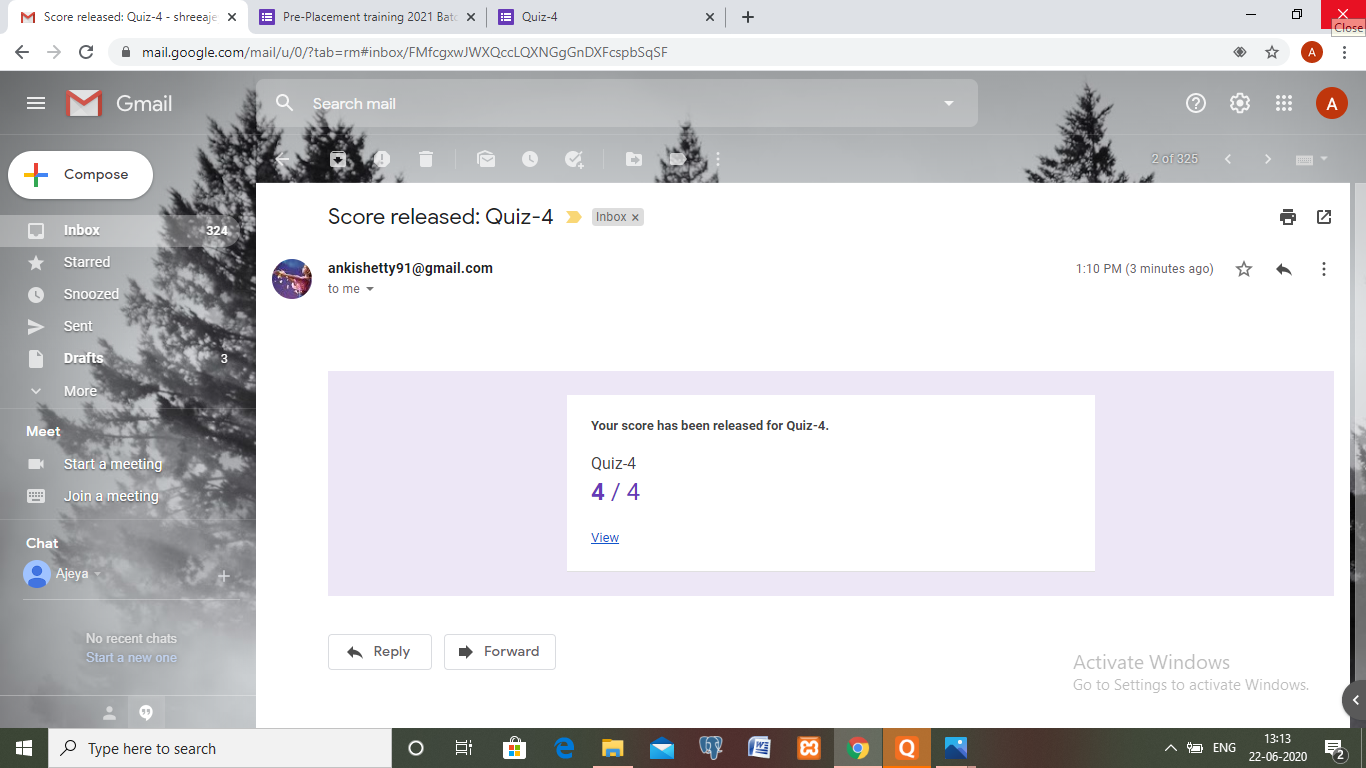 Score released: Quiz-4 - shreeaje
Pre-Placement training 2021 Batc
Quiz-4
Close
mail.google.com/mail/u/0/?tab=rm#inbox/FMfcgxwJWXQccLQXNGgGnDXFcspbSqSF
A
Gmail
Search mail
A
Compose
2 of 325
Inbox 324
Starred
Snoozed
Sent
Drafts 3
More
Meet
Start a meeting
Join a meeting
Chat
Ajeya
No recent chats
Start a new one
Score released: Quiz-4
Inbox x
ankishetty91@gmail.com
1:10 PM (3 minutes ago)
to me
Your score has been released for Quiz-4.
Quiz-4
4 / 4
View
Reply
Forward
Activate Windows
Go to Settings to activate Windows.
Type here to search
ENG
13:13
22-06-2020
2